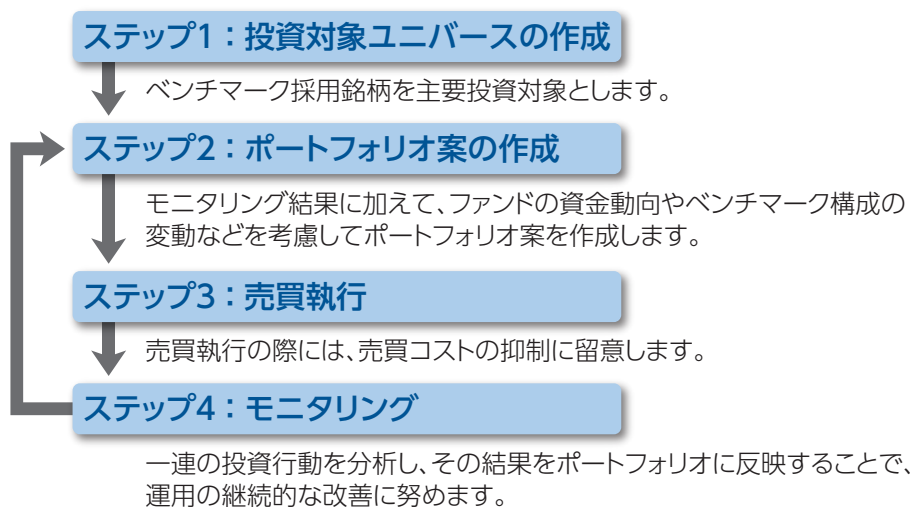 ステップ1：投資対象ユニバースの作成
ベンチマーク採用銘柄を主要投資対象とします。
ステップ2：ポートフォリオ案の作成
モニタリング結果に加えて、ファンドの資金動向やベンチマーク構成の
変動などを考慮してポートフォリオ案を作成します。
ステップ3：売買執行
売買執行の際には、売買コストの抑制に留意します。
ステップ4：モニタリング
一連の投資行動を分析し、その結果をポートフォリオに反映することで、
運用の継続的な改善に努めます。